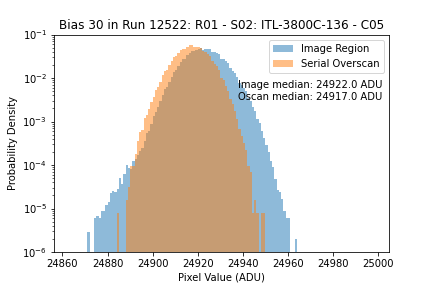 Bias 30 in Run 12522: R01 - S02: ITL-3800C-136 - C05
Image Region
Serial Overscan
Image median: 24922.0 ADU
Oscan median: 24917.0 ADU
Probability Density
10⁻¹
10⁻²
10⁻³
10⁻⁴
10⁻⁵
10⁻⁶
24860 24880 24900 24920 24940 24960 24980 25000
Pixel Value (ADU)